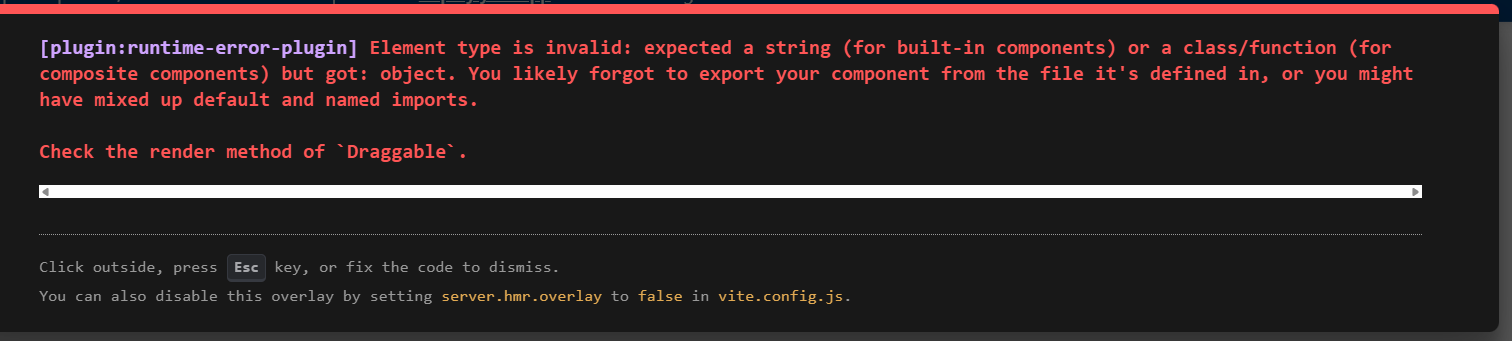 [plugin:runtime-error-plugin] Element type is invalid: expected a string (for built-in components) or a class/function (for
composite components) but got: object. You likely forgot to export your component from the file it's defined in, or you might
have mixed up default and named imports.
Check the render method of `Draggable`.
Click outside, press Esc key, or fix the code to dismiss.
You can also disable this overlay by setting server.hmr.overlay to false in vite.config.js.